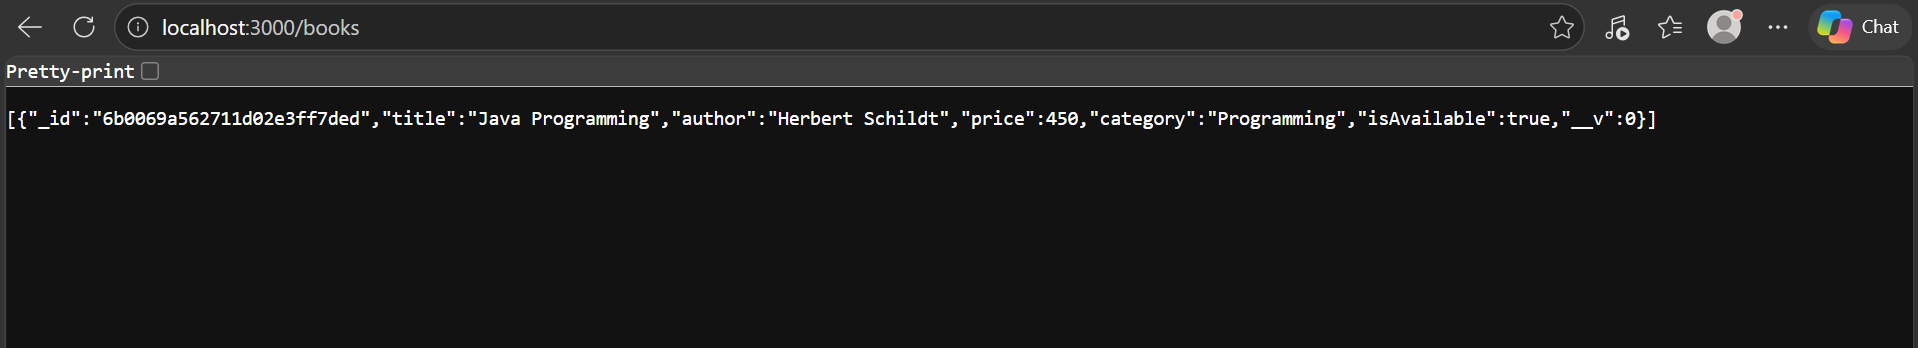 localhost:3000/books
Chat
Pretty-print
[{"_id":"6b0069a562711d02e3ff7ded","title":"Java Programming","author":"Herbert Schildt","price":450,"category":"Programming","isAvailable":true,"__v":0}]